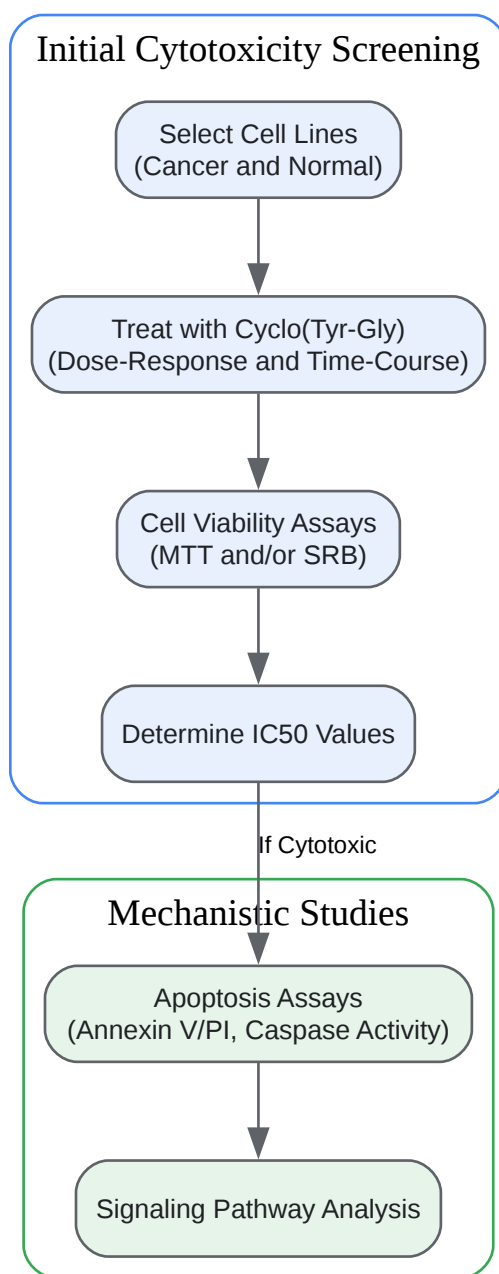 Initial Cytotoxicity Screening
Select Cell Lines
(Cancer and Normal)
Treat with Cyclo(Tyr-Gly)
(Dose-Response and Time-Course)
Cell Viability Assays
(MTT and/or SRB)
Determine IC50 Values
If Cytotoxic
Mechanistic Studies
Apoptosis Assays
(Annexin V/PI, Caspase Activity)
Signaling Pathway Analysis